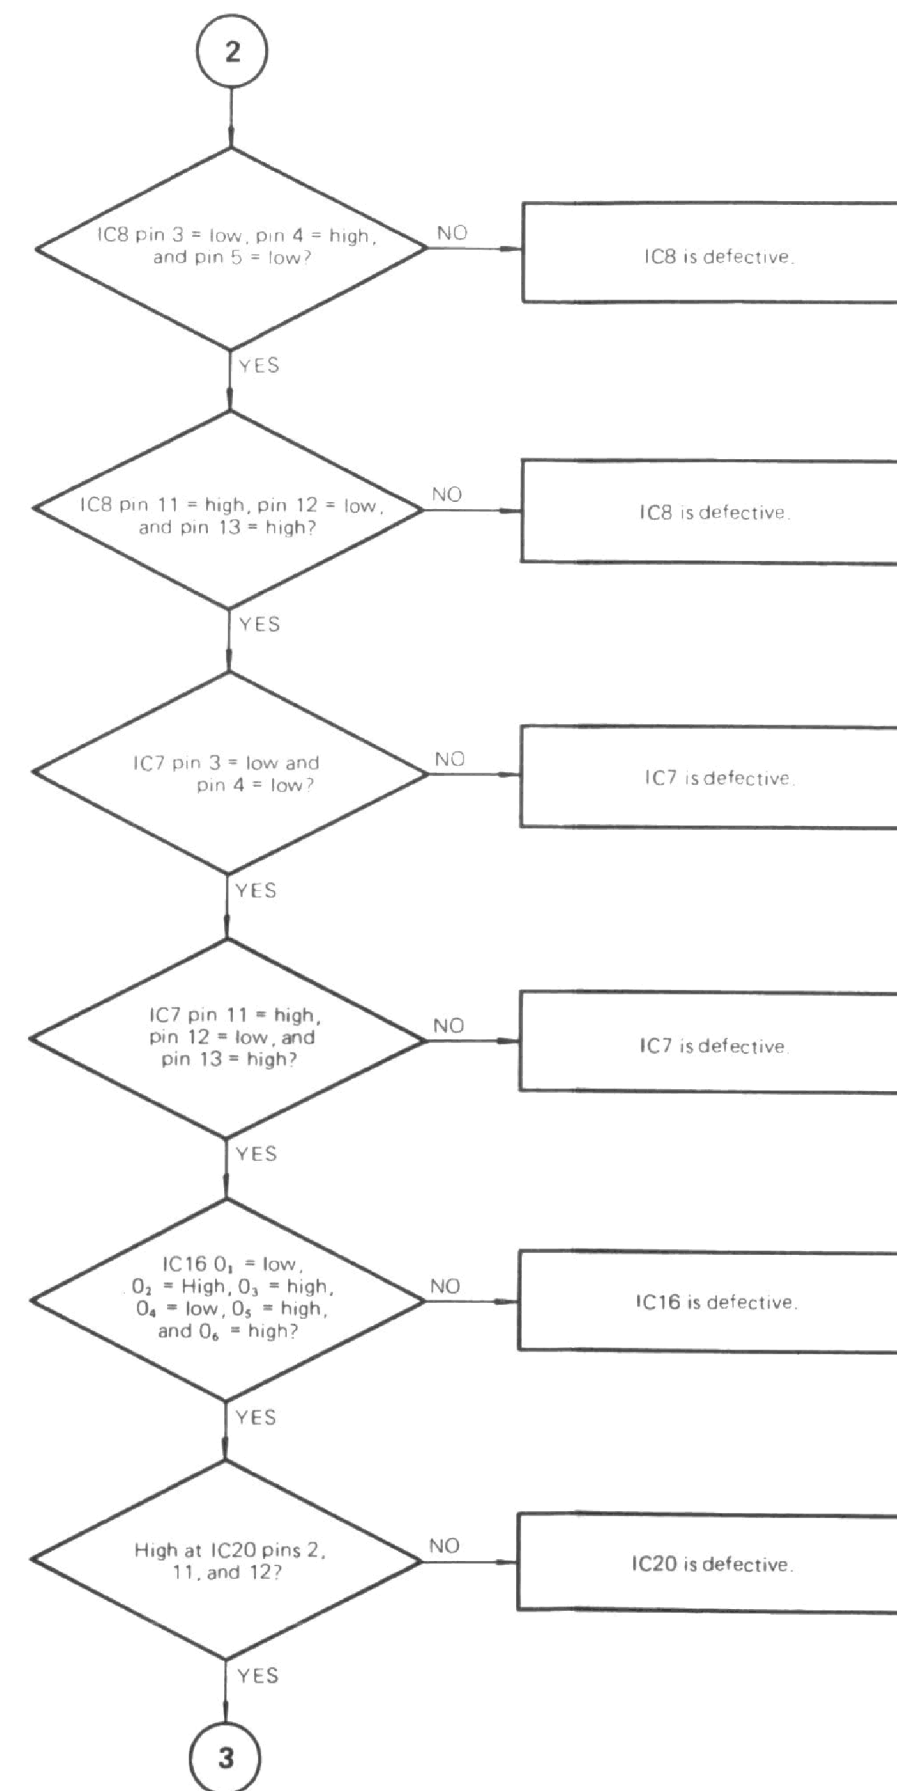 2
IC8 pin 3 = low, pin 4 = high,
and pin 5 = low?
NO
IC8 is defective.
YES
IC8 pin 11 = high, pin 12 = low,
and pin 13 = high?
NO
IC8 is defective.
YES
IC7 pin 3 = low and
pin 4 = low?
NO
IC7 is defective.
YES
IC7 pin 11 = high,
pin 12 = low, and
pin 13 = high?
NO
IC7 is defective.
YES
IC16 O₁ = low,
O₂ = High, O₃ = high,
O₄ = low, O₅ = high,
and O₆ = high?
NO
IC16 is defective.
YES
High at IC20 pins 2,
11, and 12?
NO
IC20 is defective.
YES
3